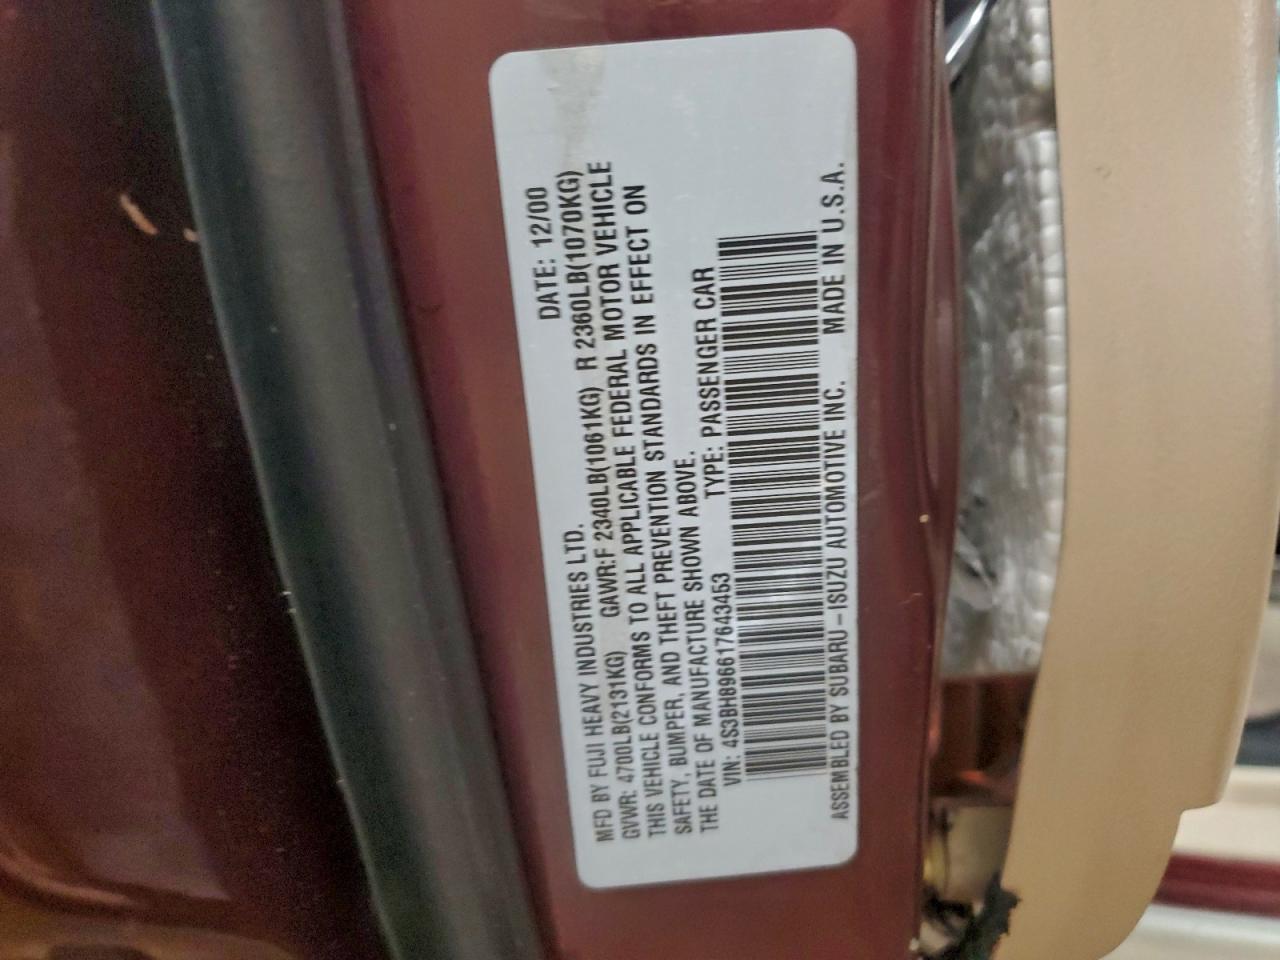 MFD BY FUJI HEAVY INDUSTRIES LTD. DATE: 12/00
GVWR: 4700LB(2131KG) GAWR:F 2340LB(1061KG) R 2360LB(1070KG)
THIS VEHICLE CONFORMS TO ALL APPLICABLE FEDERAL MOTOR VEHICLE
SAFETY, BUMPER, AND THEFT PREVENTION STANDARDS IN EFFECT ON
THE DATE OF MANUFACTURE SHOWN ABOVE.
VIN: 4S3BH896617643453 TYPE: PASSENGER CAR
ASSEMBLED BY SUBARU-ISUZU AUTOMOTIVE INC. MADE IN U.S.A.